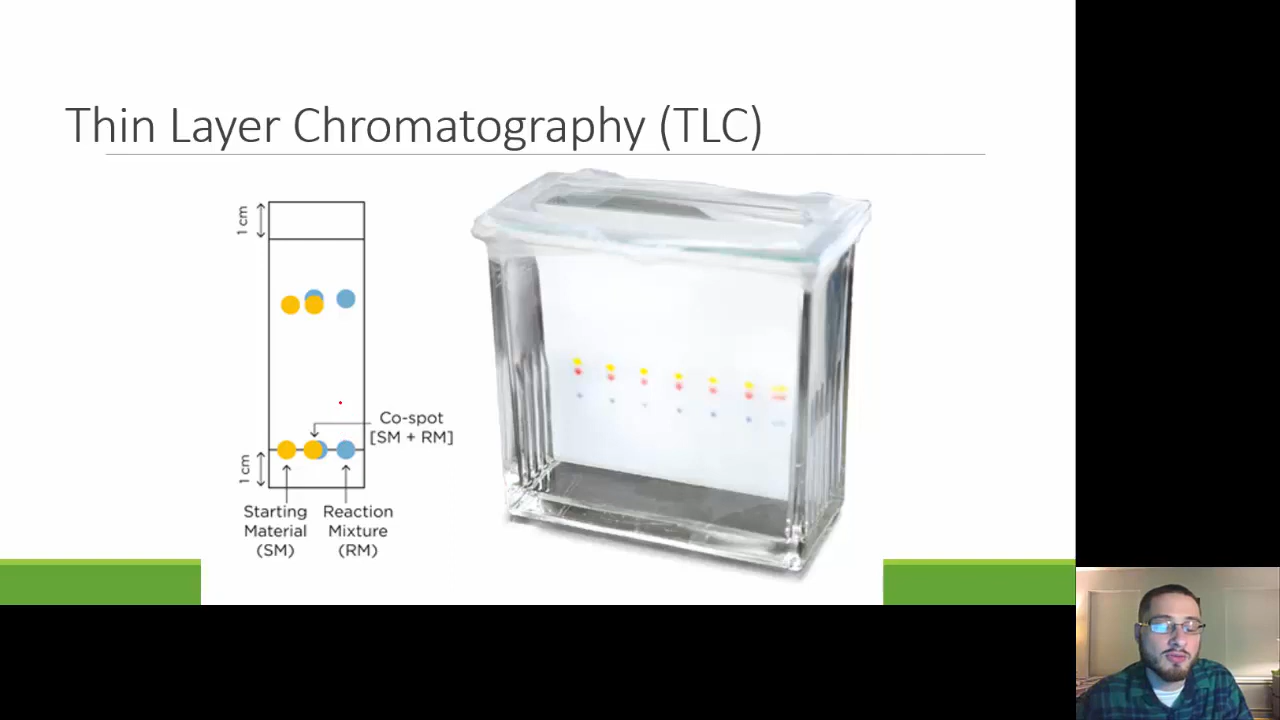 Thin Layer Chromatography (TLC)
1 cm
Co-spot
[SM + RM]
1 cm
Starting
Material
(SM)
Reaction
Mixture
(RM)